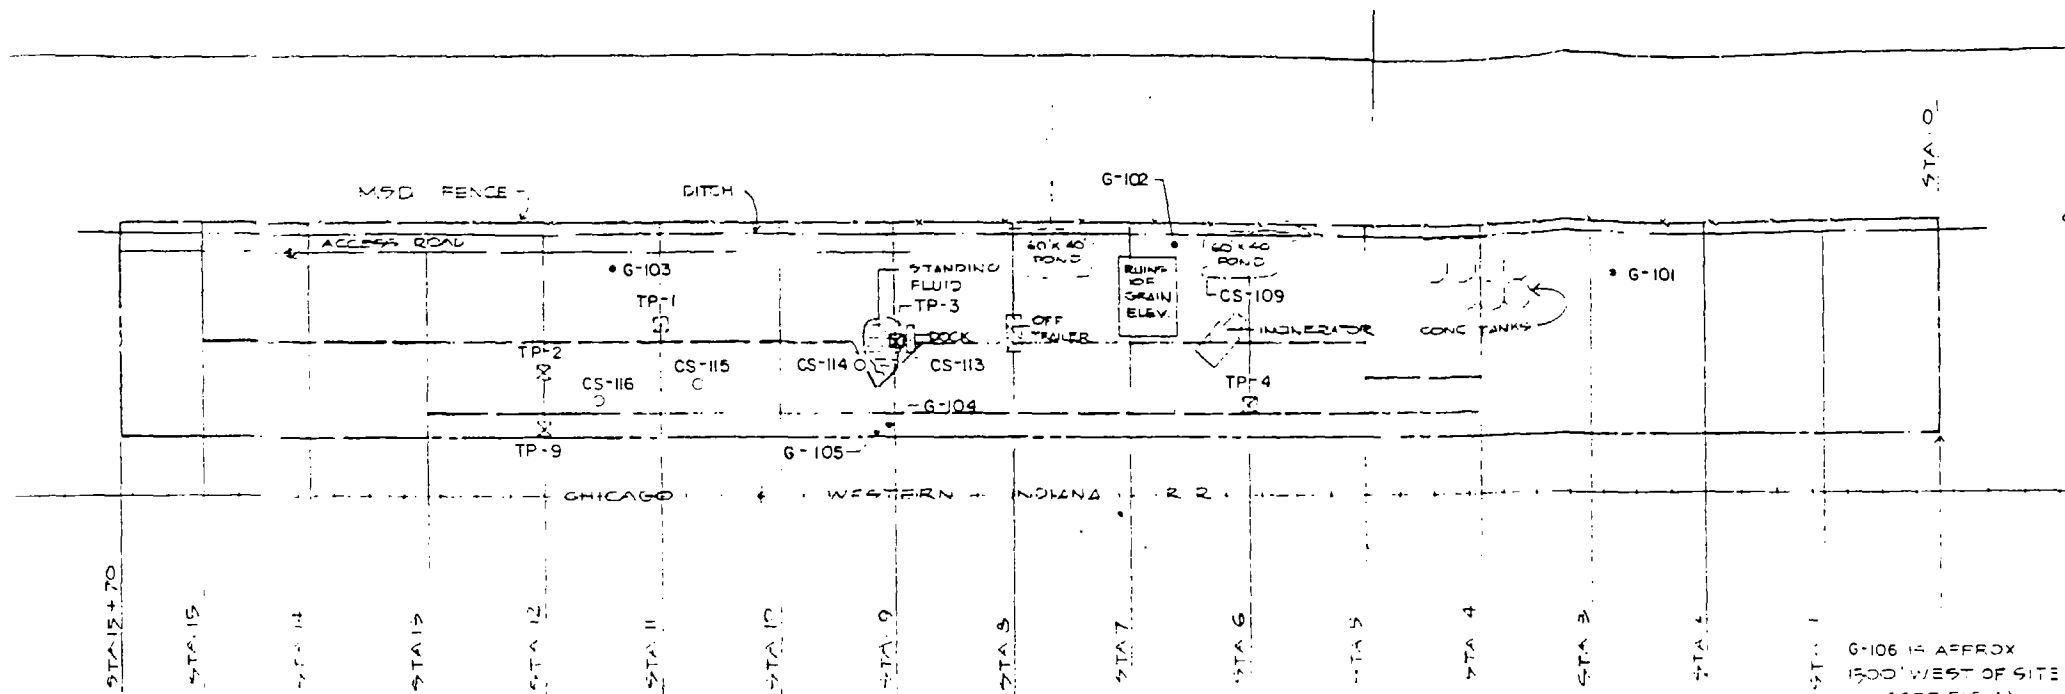 STA. 0
G-102
MSD FENCE
DITCH
ACCESS ROAD
G-103
STANDING
FLUID
60'x40'
POND
60'x40
POND
RUINS
OF
GRAIN
ELEV.
G-101
TP-1
TP-3
CS-109
OFF
TRAILER
DOCK
INCINERATOR
CONC TANKS
TP-2
CS-115
CS-114
CS-113
CS-116
TP-4
G-104
TP-9
G-105
CHICAGO & WESTERN INDIANA R R
STA 15+70
STA. 15
STA 14
STA 13
STA 12
STA 11
STA 10
STA. 9
STA 8
STA 7
STA 6
STA 5
STA 4
STA 3
G-106 IS APPROX
1500' WEST OF SITE